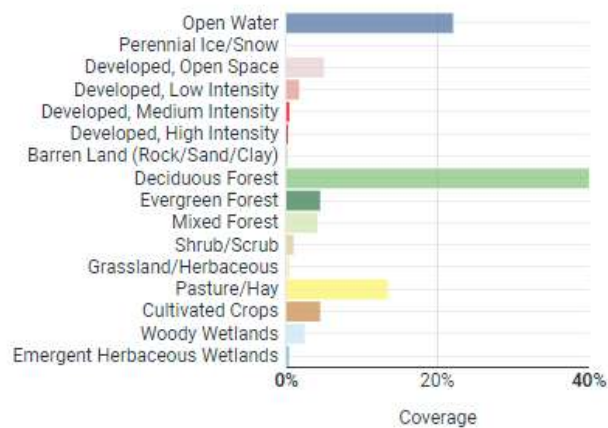 Open Water
Perennial Ice/Snow
Developed, Open Space
Developed, Low Intensity
Developed, Medium Intensity
Developed, High Intensity
Barren Land (Rock/Sand/Clay)
Deciduous Forest
Evergreen Forest
Mixed Forest
Shrub/Scrub
Grassland/Herbaceous
Pasture/Hay
Cultivated Crops
Woody Wetlands
Emergent Herbaceous Wetlands
0% 20% 40%
Coverage